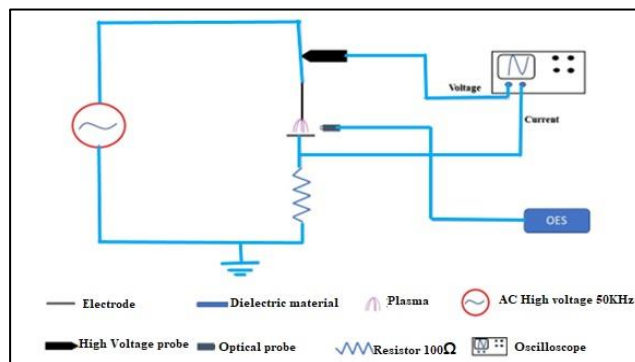 Voltage
Current
OES
Electrode
Dielectric material
Plasma
AC High voltage 50KHz
High Voltage probe
Optical probe
Resistor 100Ω
Oscilloscope